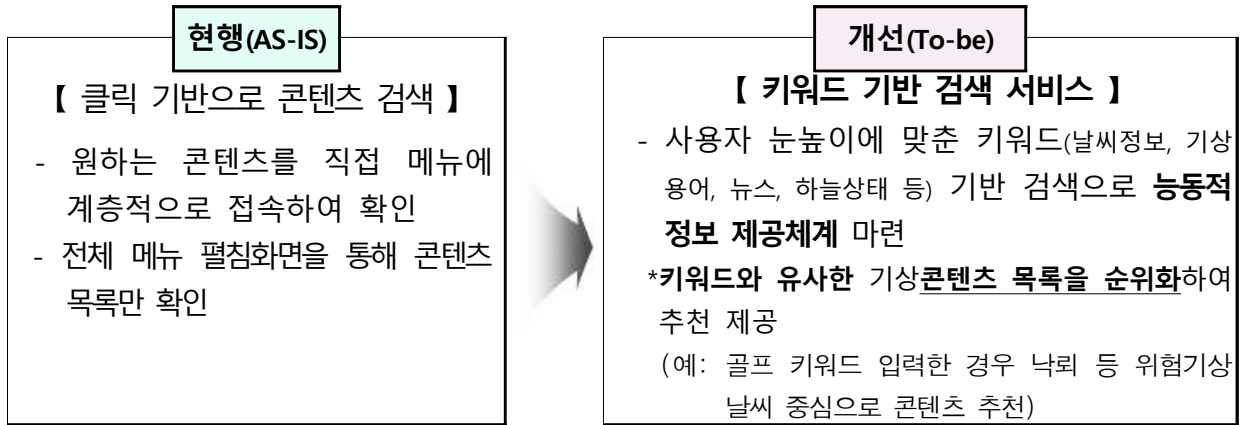 현행(AS-IS)
【 클릭 기반으로 콘텐츠 검색 】
- 원하는 콘텐츠를 직접 메뉴에
계층적으로 접속하여 확인
- 전체 메뉴 펼침화면을 통해 콘텐츠
목록만 확인
개선(To-be)
【 키워드 기반 검색 서비스 】
- 사용자 눈높이에 맞춘 키워드(날씨정보, 기상
용어, 뉴스, 하늘상태 등) 기반 검색으로 능동적
정보 제공체계 마련
*키워드와 유사한 기상콘텐츠 목록을 순위화하여
추천 제공
(예: 골프 키워드 입력한 경우 낙뢰 등 위험기상
날씨 중심으로 콘텐츠 추천)